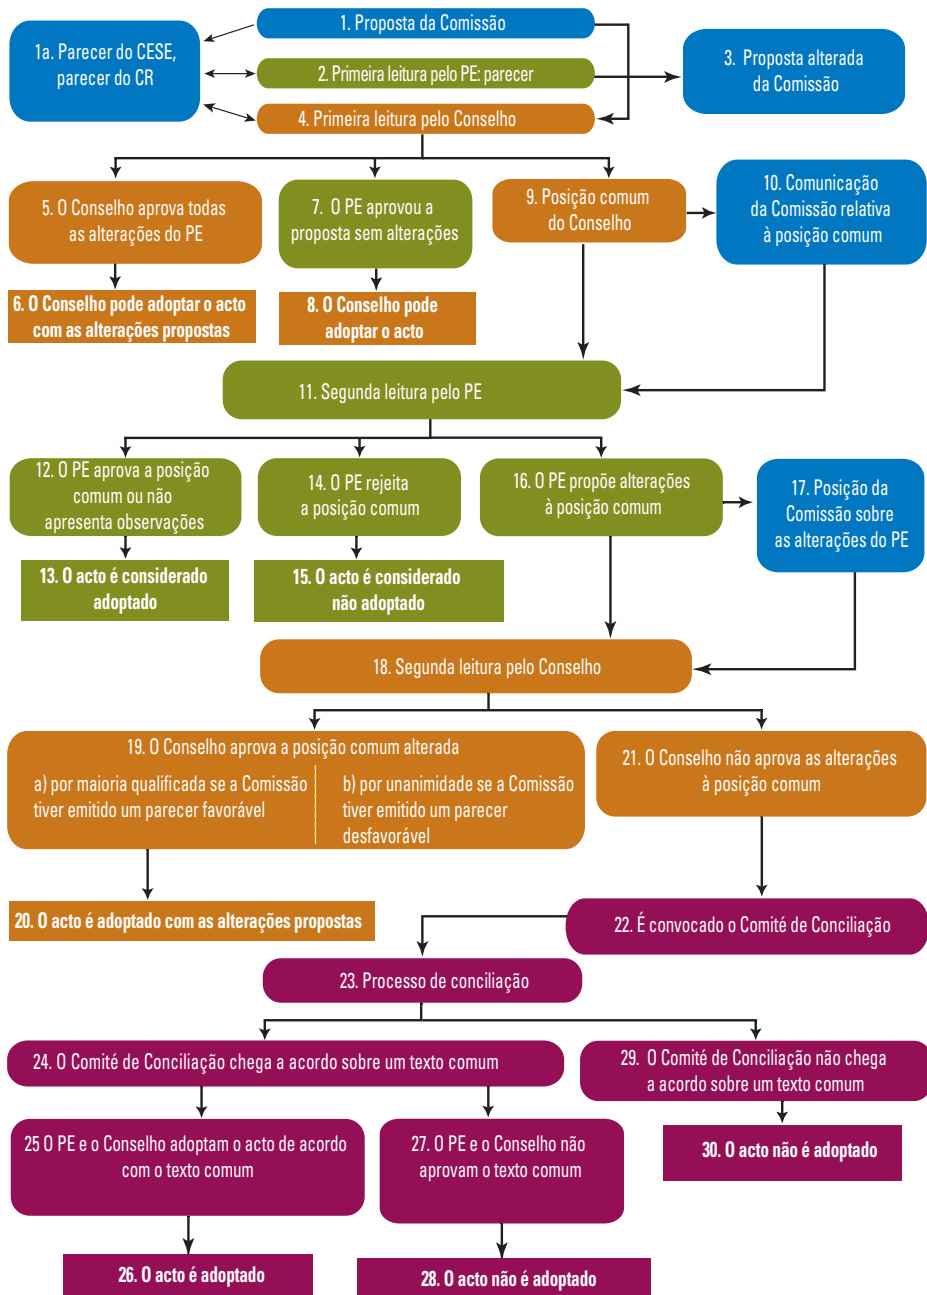 1. Proposta da Comissão
1a. Parecer do CESE,
parecer do CR
2. Primeira leitura pelo PE: parecer
3. Proposta alterada
da Comissão
4. Primeira leitura pelo Conselho
5. O Conselho aprova todas
as alterações do PE
7. O PE aprovou a
proposta sem alterações
9. Posição comum
do Conselho
10. Comunicação
da Comissão relativa
à posição comum
6. O Conselho pode adoptar o acto
com as alterações propostas
8. O Conselho pode
adoptar o acto
11. Segunda leitura pelo PE
12. O PE aprova a posição
comum ou não
apresenta observações
14. O PE rejeita
a posição comum
16. O PE propõe alterações
à posição comum
17. Posição da
Comissão sobre
as alterações do PE
13. O acto é considerado
adoptado
15. O acto é considerado
não adoptado
18. Segunda leitura pelo Conselho
19. O Conselho aprova a posição comum alterada
a) por maioria qualificada se a Comissão
tiver emitido um parecer favorável
b) por unanimidade se a Comissão
tiver emitido um parecer
desfavorável
21. O Conselho não aprova as alterações
à posição comum
20. O acto é adoptado com as alterações propostas
22. É convocado o Comité de Conciliação
23. Processo de conciliação
24. O Comité de Conciliação chega a acordo sobre um texto comum
29. O Comité de Conciliação não chega
a acordo sobre um texto comum
25 O PE e o Conselho adoptam o acto de acordo
com o texto comum
27. O PE e o Conselho não
aprovam o texto comum
30. O acto não é adoptado
26. O acto é adoptado
28. O acto não é adoptado